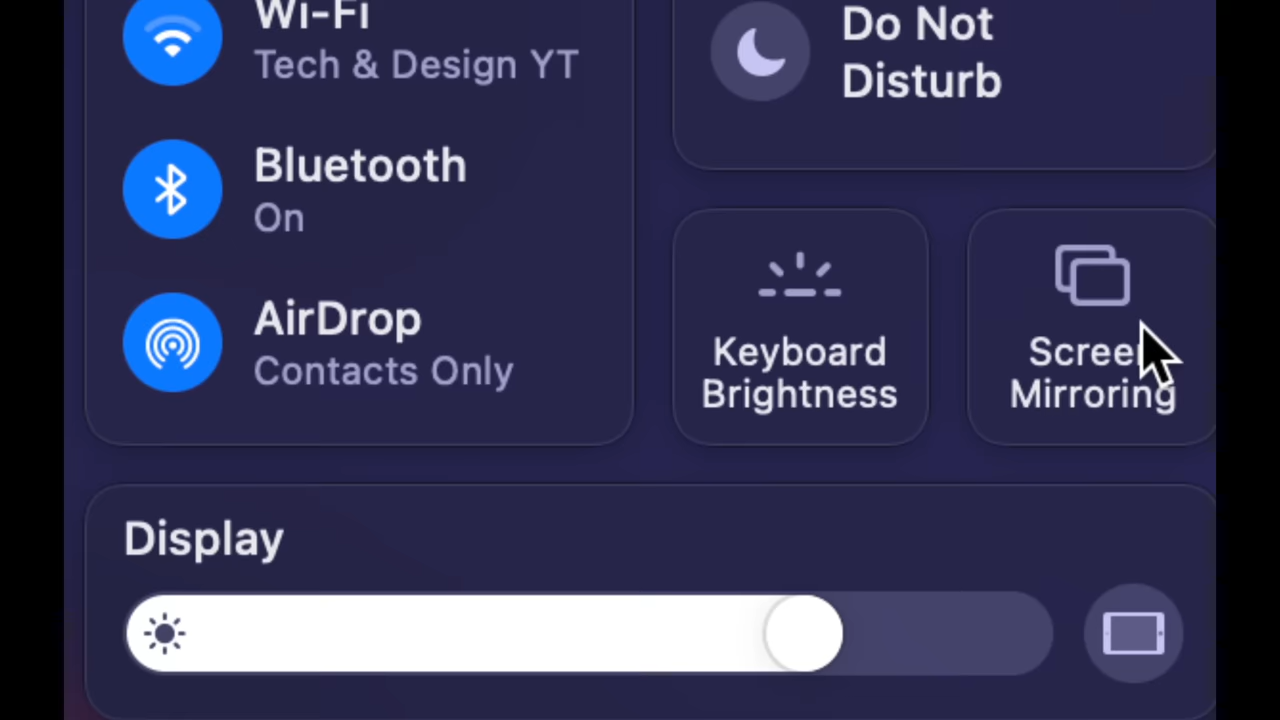 Wi-Fi
Tech & Design YT
Bluetooth
On
AirDrop
Contacts Only
Do Not
Disturb
Keyboard
Brightness
Screen
Mirroring
Display